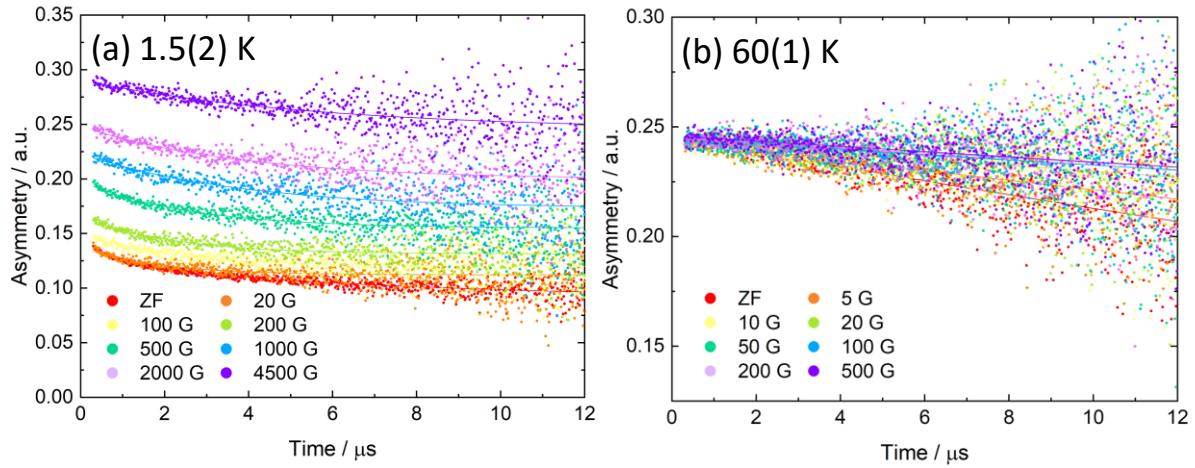 (a) 1.5(2) K
Asymmetry / a.u.
0.35
0.30
0.25
0.20
0.15
0.10
0.05
0.00
ZF 20 G
100 G 200 G
500 G 1000 G
2000 G 4500 G
0 2 4 6 8 10 12
Time / μs
(b) 60(1) K
Asymmetry / a.u.
0.30
0.25
0.20
0.15
ZF 5 G
10 G 20 G
50 G 100 G
200 G 500 G
0 2 4 6 8 10 12
Time / μs